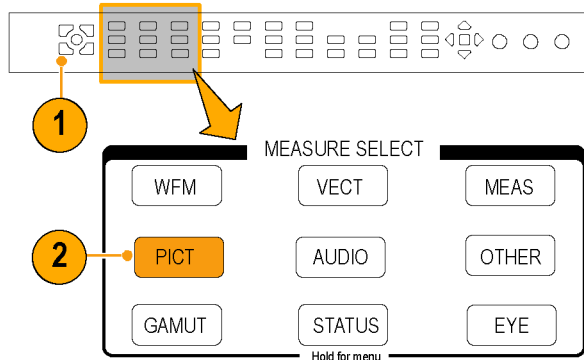 1
MEASURE SELECT
WFM VECT MEAS
2 PICT AUDIO OTHER
GAMUT STATUS EYE
Hold for menu